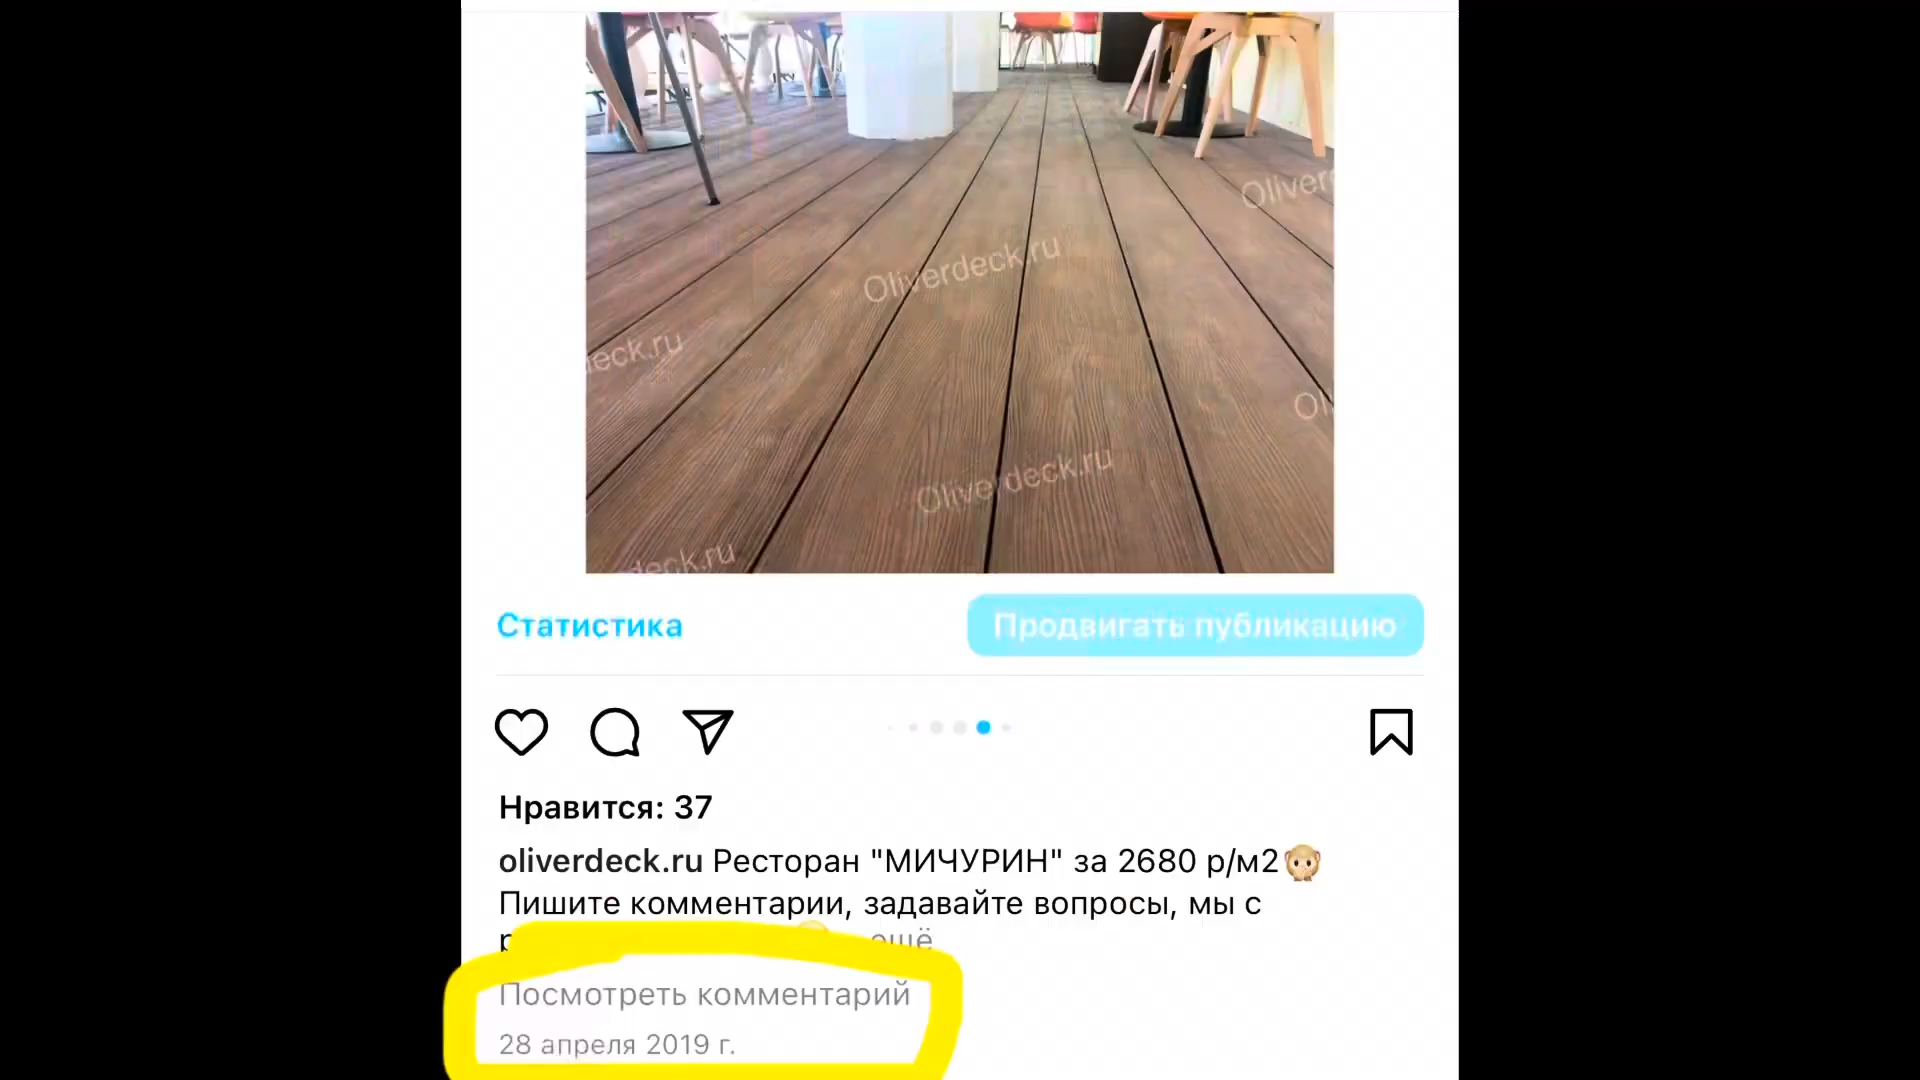 Oliver
Oliverdeck.ru
eck.ru
Ol
Oliverdeck.ru
deck.ru
Статистика
Продвигать публикацию
Нравится: 37
oliverdeck.ru Ресторан "МИЧУРИН" за 2680 р/м2🙊
Пишите комментарии, задавайте вопросы, мы с
ещё
Посмотреть комментарий
28 апреля 2019 г.